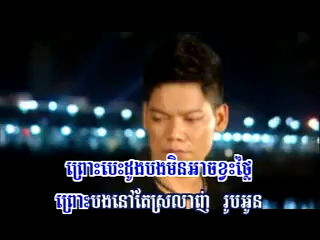 ព្រោះបេះដូងបងមិនអាចខ្វះថ្លៃ
ព្រោះបងនៅតែស្រលាញ់ រូបអូន